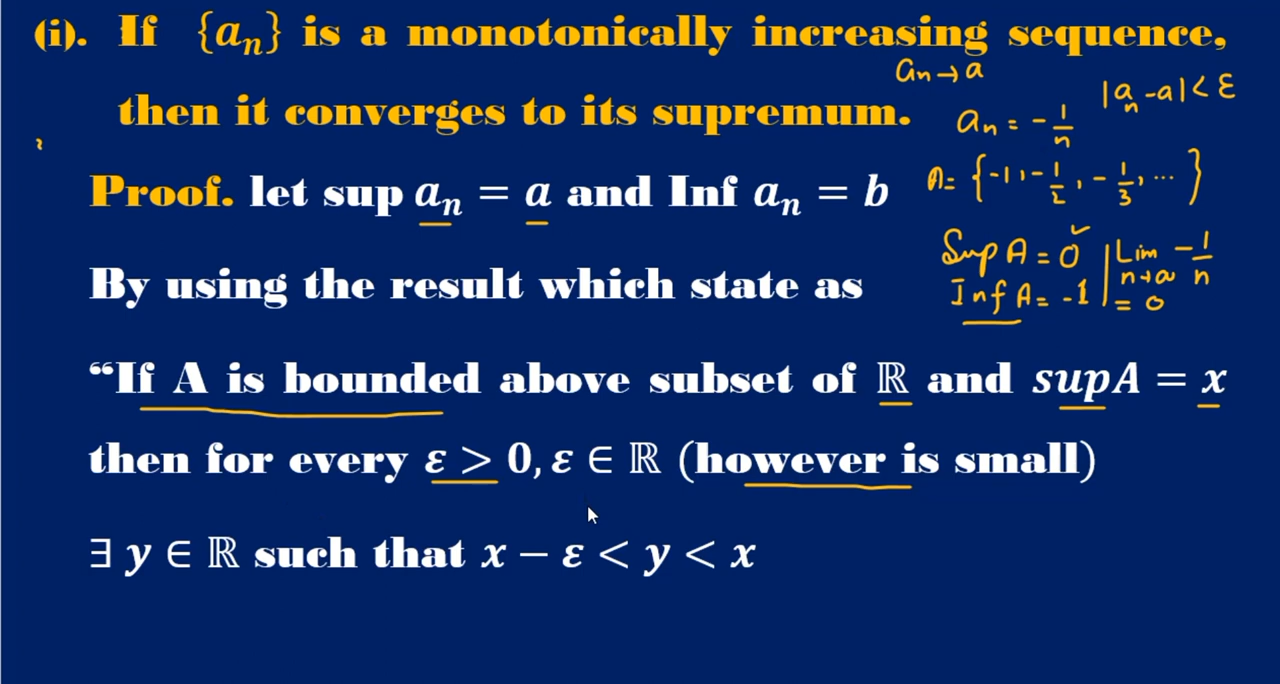 (i). If {aₙ} is a monotonically increasing sequence,
aₙ → a
|aₙ - a| < ε
then it converges to its supremum.
aₙ = - 1/n
Proof. let sup aₙ = a and Inf aₙ = b
A = {-1, -1/2, -1/3, ... }
Sup A = 0
Inf A = -1
Lim n→∞ -1/n
= 0
By using the result which state as
“If A is bounded above subset of ℝ and supA = x
then for every ε > 0, ε ∈ ℝ (however is small)
∃ y ∈ ℝ such that x − ε < y < x